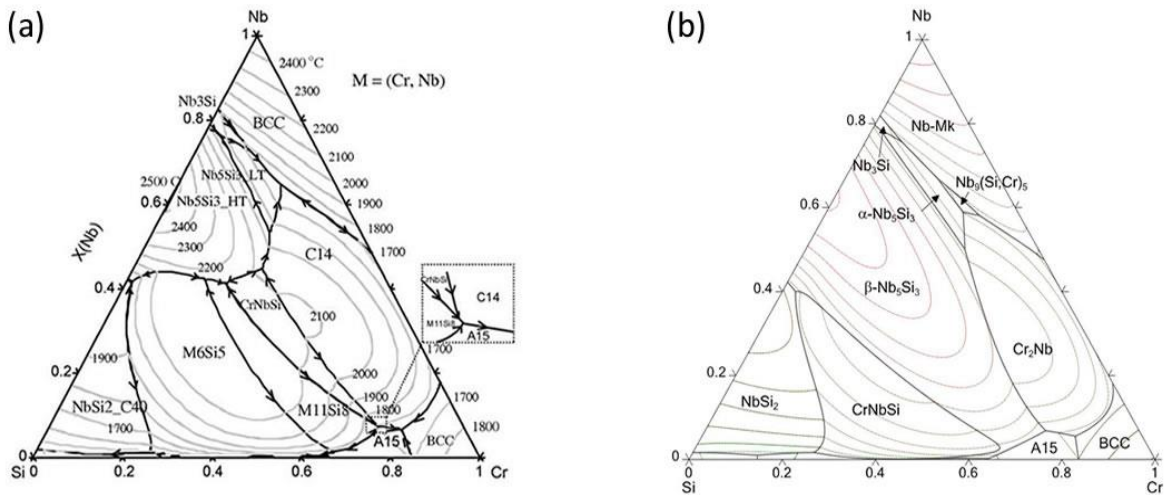 (a)
Nb
1
2400 °C
M = (Cr, Nb)
2300
Nb3Si
0.8
BCC
2200
2100
Nb5Si3_LT
2500 C
2000
0.6
Nb5Si3_HT
1900
2400
1800
X(Nb)
2300
C14
1700
2200
0.4
CrNbSi
2100
CrNbSi
C14
M11Si8
A15
1900
M6Si5
1700
0.2
2000
1900
1700
NbSi2_C40
M11Si8
1800
1700
BCC
1800
A15
0
Si 0 0.2 0.4 0.6 0.8 1 Cr
(b)
Nb
1
0.8
Nb-Mk
Nb3Si
Nb9(Si,Cr)5
0.6
α-Nb5Si3
0.4
β-Nb5Si3
Cr2Nb
0.2
NbSi2
CrNbSi
A15
BCC
0
0 0.2 0.4 0.6 0.8 1
Si Cr